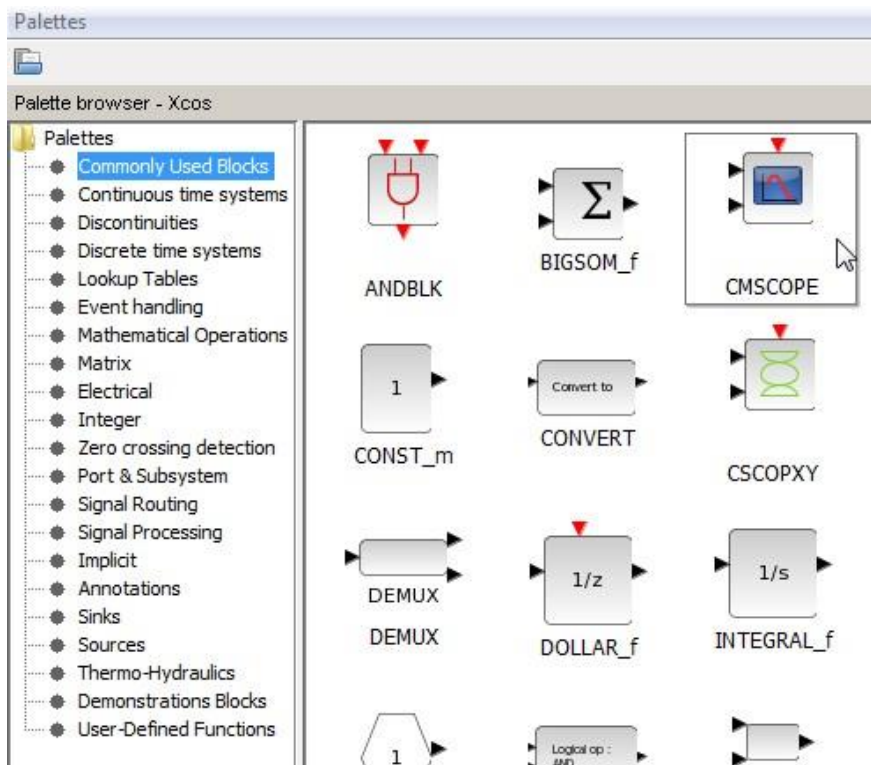 Palettes
Palette browser - Xcos
Palettes
Commonly Used Blocks
Continuous time systems
Discontinuities
Discrete time systems
Lookup Tables
Event handling
Mathematical Operations
Matrix
Electrical
Integer
Zero crossing detection
Port & Subsystem
Signal Routing
Signal Processing
Implicit
Annotations
Sinks
Sources
Thermo-Hydraulics
Demonstrations Blocks
User-Defined Functions
ANDBLK
Σ
BIGSOM_f
CMSCOPE
1
CONST_m
Convert to
CONVERT
CSCOPXY
DEMUX
DEMUX
1/z
DOLLAR_f
1/s
INTEGRAL_f
1
Logical op :
AND